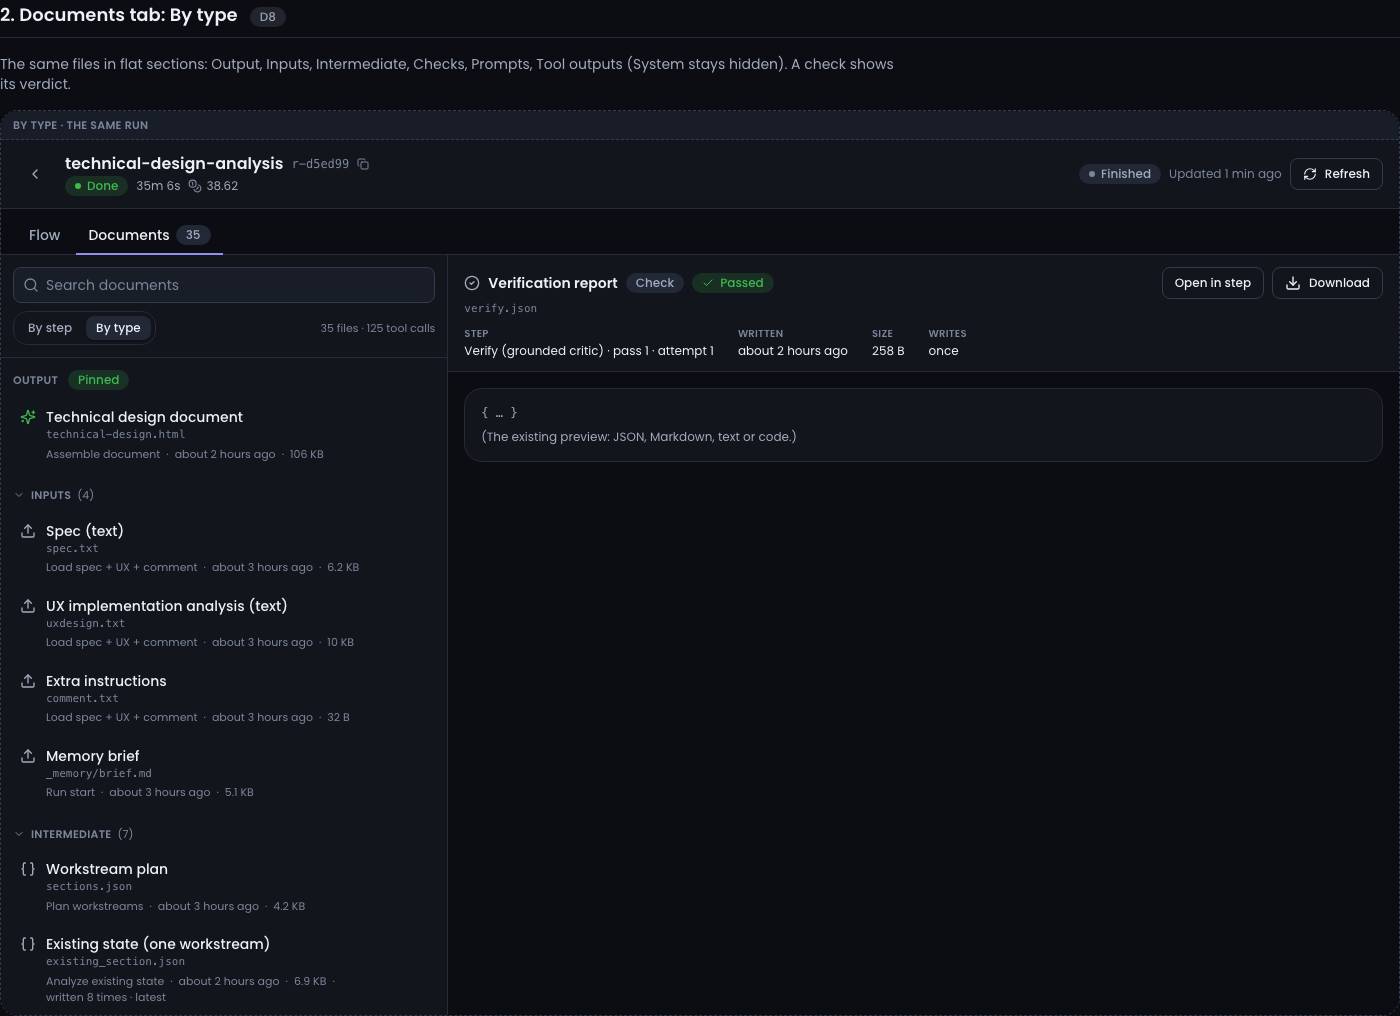 2. Documents tab: By type D8
The same files in flat sections: Output, Inputs, Intermediate, Checks, Prompts, Tool outputs (System stays hidden). A check shows
its verdict.
BY TYPE · THE SAME RUN
technical-design-analysis r-d5ed99
Done 35m 6s 38.62
Finished Updated 1 min ago Refresh
Flow Documents 35
Search documents
By step By type 35 files · 125 tool calls
OUTPUT Pinned
Technical design document
technical-design.html
Assemble document · about 2 hours ago · 106 KB
INPUTS (4)
Spec (text)
spec.txt
Load spec + UX + comment · about 3 hours ago · 6.2 KB
UX implementation analysis (text)
uxdesign.txt
Load spec + UX + comment · about 3 hours ago · 10 KB
Extra instructions
comment.txt
Load spec + UX + comment · about 3 hours ago · 32 B
Memory brief
_memory/brief.md
Run start · about 3 hours ago · 5.1 KB
INTERMEDIATE (7)
Workstream plan
sections.json
Plan workstreams · about 3 hours ago · 4.2 KB
Existing state (one workstream)
existing_section.json
Analyze existing state · about 2 hours ago · 6.9 KB ·
written 8 times · latest
Verification report Check Passed
Open in step Download
verify.json
STEP WRITTEN SIZE WRITES
Verify (grounded critic) · pass 1 · attempt 1 about 2 hours ago 258 B once
{ … }
(The existing preview: JSON, Markdown, text or code.)